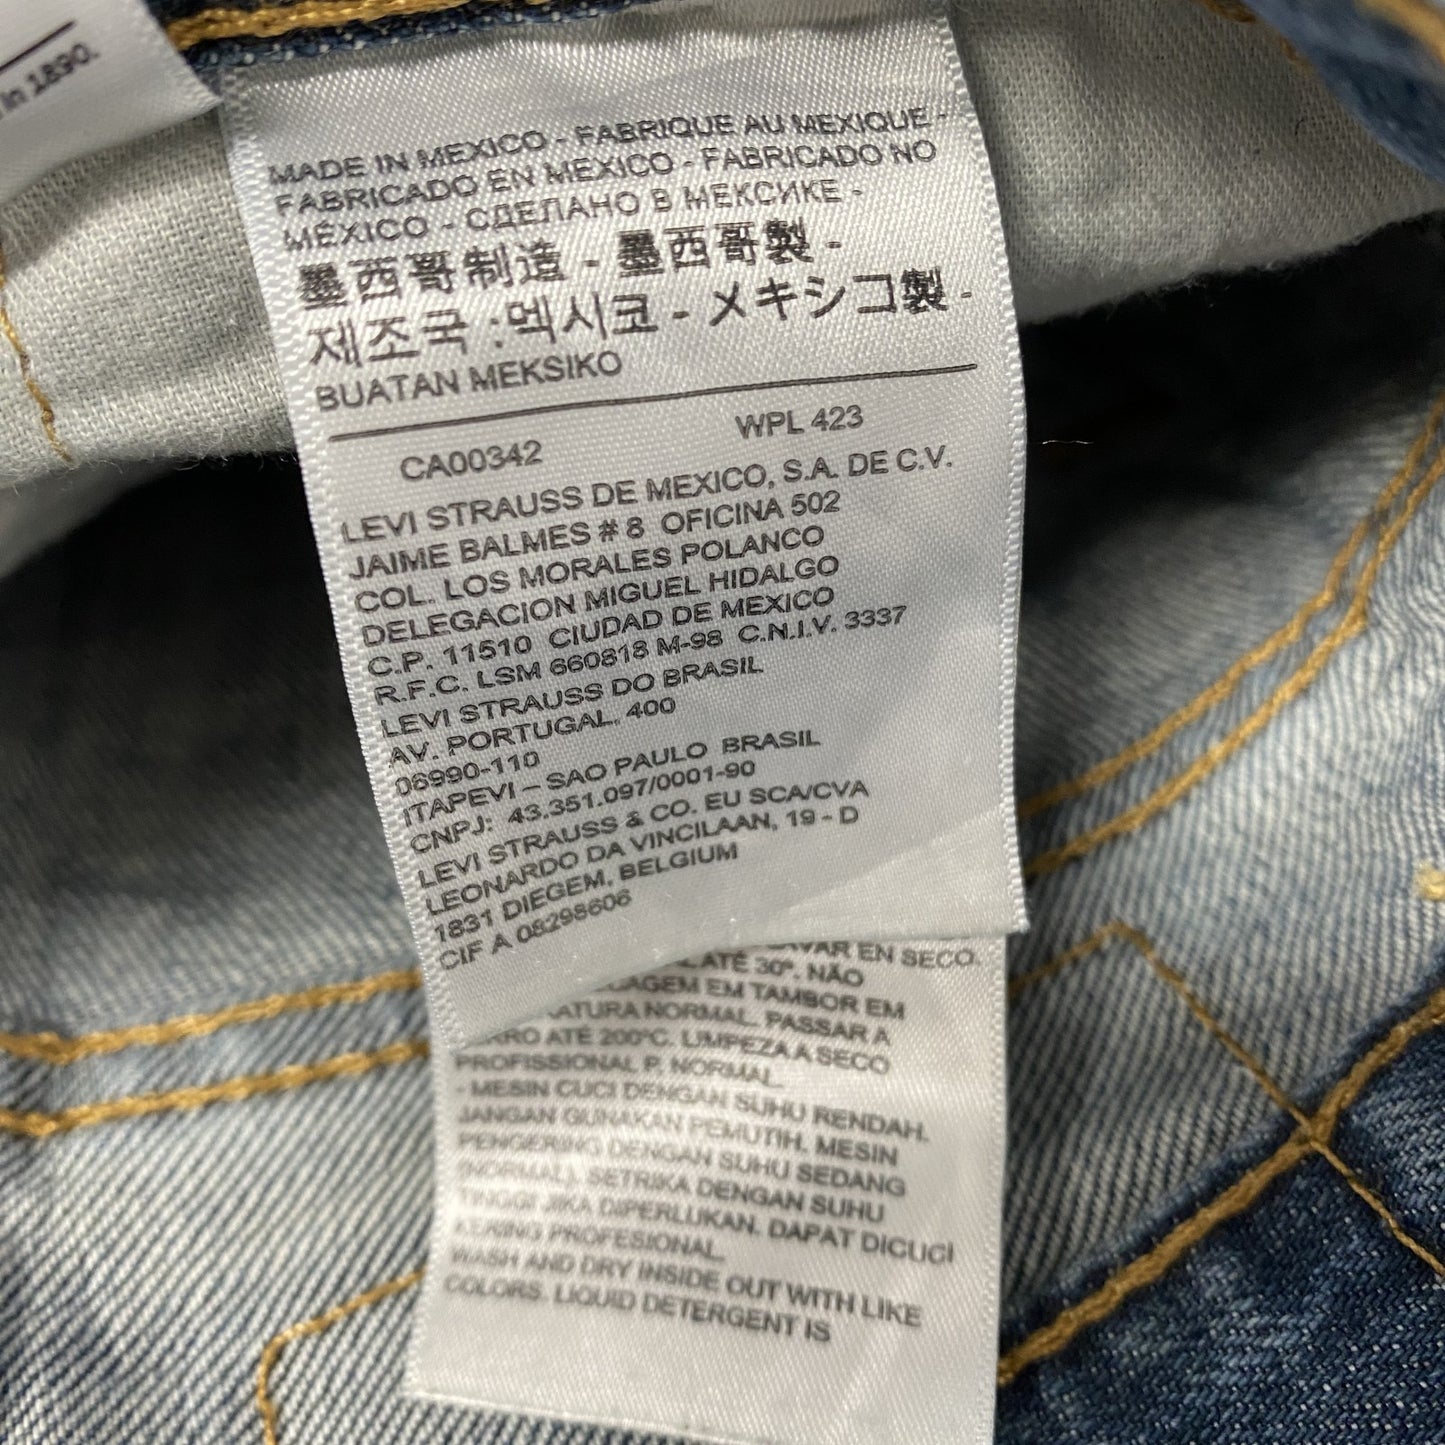 in 1890.
MADE IN MEXICO - FABRIQUE AU MEXIQUE -
FABRICADO EN MEXICO - FABRICADO NO
MÉXICO - СДЕЛАНО В МЕКСИКЕ -
墨西哥制造 - 墨西哥製 -
제조국 : 멕시코 - メキシコ製 -
BUATAN MEKSIKO
CA00342 WPL 423
LEVI STRAUSS DE MEXICO, S.A. DE C.V.
JAIME BALMES # 8 OFICINA 502
COL. LOS MORALES POLANCO
DELEGACION MIGUEL HIDALGO
C.P. 11510 CIUDAD DE MEXICO
R.F.C. LSM 660818 M-98 C.N.I.V. 3337
LEVI STRAUSS DO BRASIL
AV. PORTUGAL, 400
06990-110
ITAPEVI – SAO PAULO BRASIL
CNPJ: 43.351.097/0001-90
LEVI STRAUSS & CO. EU SCA/CVA
LEONARDO DA VINCILAAN, 19 - D
1831 DIEGEM, BELGIUM
CIF A 08298606
EN SECO.
ATÉ 30º. NÃO
EM TAMBOR EM
NORMAL. PASSAR A
ATÉ 200ºC. LIMPEZA A SECO
PROFISSIONAL P. NORMAL
- MESIN CUCI DENGAN SUHU RENDAH.
JANGAN GUNAKAN PEMUTIH. MESIN
PENGERING DENGAN SUHU SEDANG
(NORMAL). SETRIKA DENGAN SUHU
TINGGI JIKA DIPERLUKAN. DAPAT DICUCI
KERING PROFESIONAL
WASH AND DRY INSIDE OUT WITH LIKE
COLORS. LIQUID DETERGENT IS